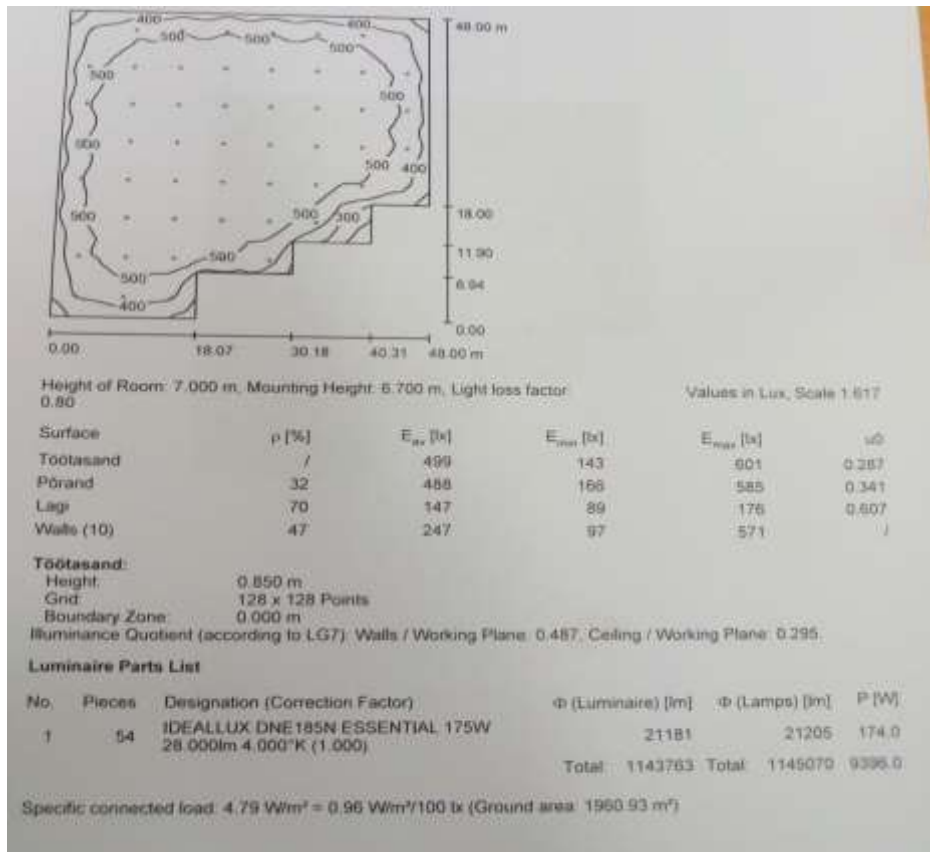 400 400 48.00 m
500 500 500
500
500
500 500
500 400
500 500 300 18.00
500 11.90
500 6.94
400
0.00
0.00 18.07 30.18 40.31 48.00 m
Height of Room: 7.000 m, Mounting Height: 6.700 m, Light loss factor: Values in Lux, Scale 1:617
0.80
Surface ρ [%] Eav [lx] Emin [lx] Emax [lx] u0
Töötasand / 499 143 601 0.287
Põrand 32 488 166 585 0.341
Lagi 70 147 89 176 0.607
Walls (10) 47 247 97 571 /
Töötasand:
Height: 0.850 m
Grid: 128 x 128 Points
Boundary Zone: 0.000 m
Illuminance Quotient (according to LG7): Walls / Working Plane: 0.487, Ceiling / Working Plane: 0.295.
Luminaire Parts List
No. Pieces Designation (Correction Factor) Φ (Luminaire) [lm] Φ (Lamps) [lm] P [W]
1 54 IDEALLUX DNE185N ESSENTIAL 175W 21181 21205 174.0
28.000lm 4.000°K (1.000)
Total: 1143763 Total: 1145070 9396.0
Specific connected load: 4.79 W/m² = 0.96 W/m²/100 lx (Ground area: 1960.93 m²)